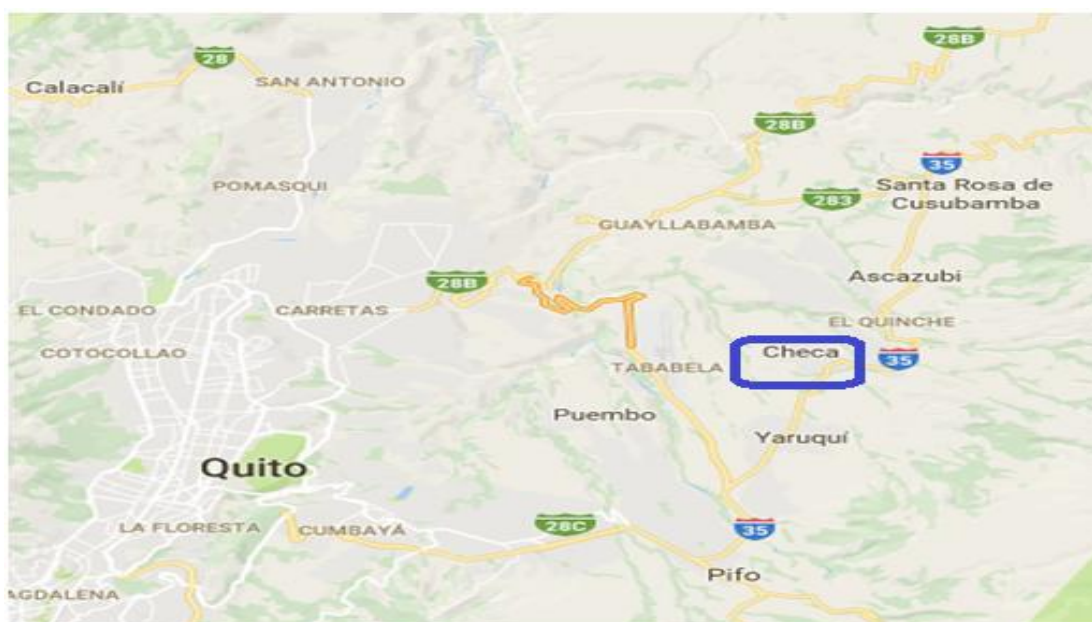 28B
28
Calacalí
SAN ANTONIO
28B
35
POMASQUI
Santa Rosa de
Cusubamba
283
GUAYLLABAMBA
Ascazubi
28B
EL CONDADO
CARRETAS
EL QUINCHE
COTOCOLLAO
Checa
35
TABABELA
Puembo
Yaruquí
Quito
LA FLORESTA
CUMBAYÁ
28C
35
Pifo
AGDALENA